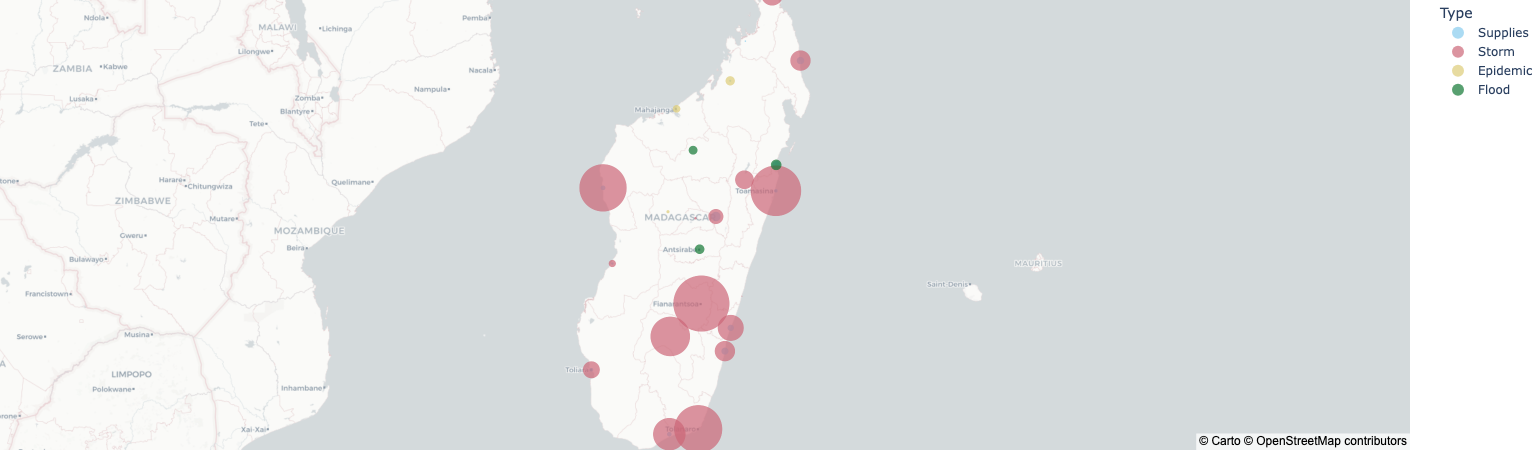 Ndola
MALAWI
Lichinga
Pemba
Lilongwe
ZAMBIA
Kabwe
Nacala
Lusaka
Zomba
Nampula
Blantyre
Mahajanga
Tete
Harare
Chitungwiza
Quelimane
ZIMBABWE
Toamasina
Mutare
MADAGASCA
MOZAMBIQUE
Gweru
Beira
Antsirabe
Bulawayo
MAURITIUS
Saint-Denis
Francistown
Fianarantsoa
Serowe
Musina
LIMPOPO
Toliara
Polokwane
Inhambane
Xai-Xai
Type
Supplies
Storm
Epidemic
Flood
© Carto © OpenStreetMap contributors